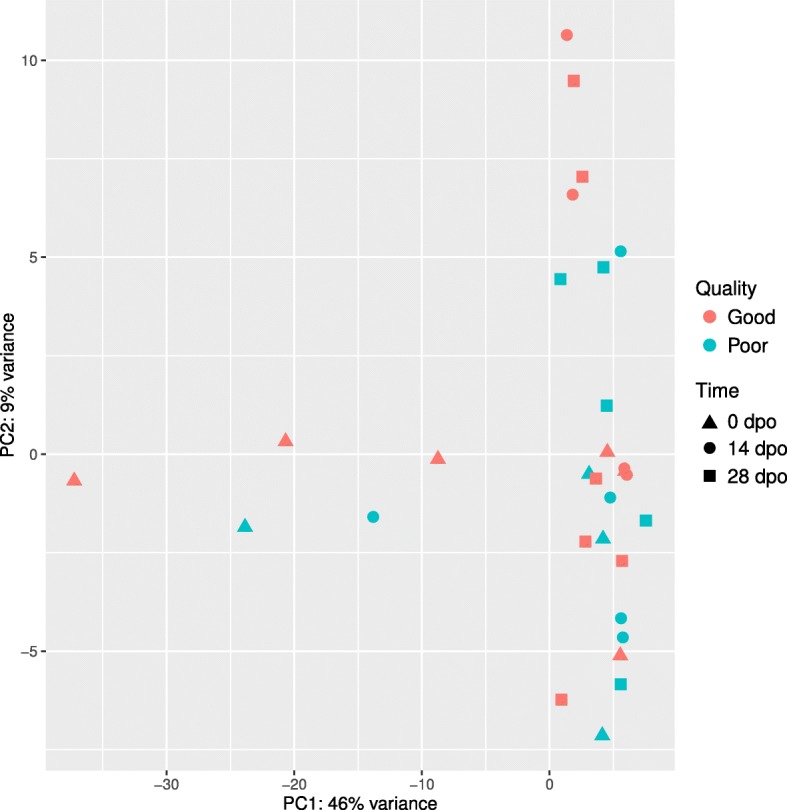 10
5
0
−5
PC2: 9% variance
−30
−20
−10
0
PC1: 46% variance
Quality
Good
Poor
Time
0 dpo
14 dpo
28 dpo